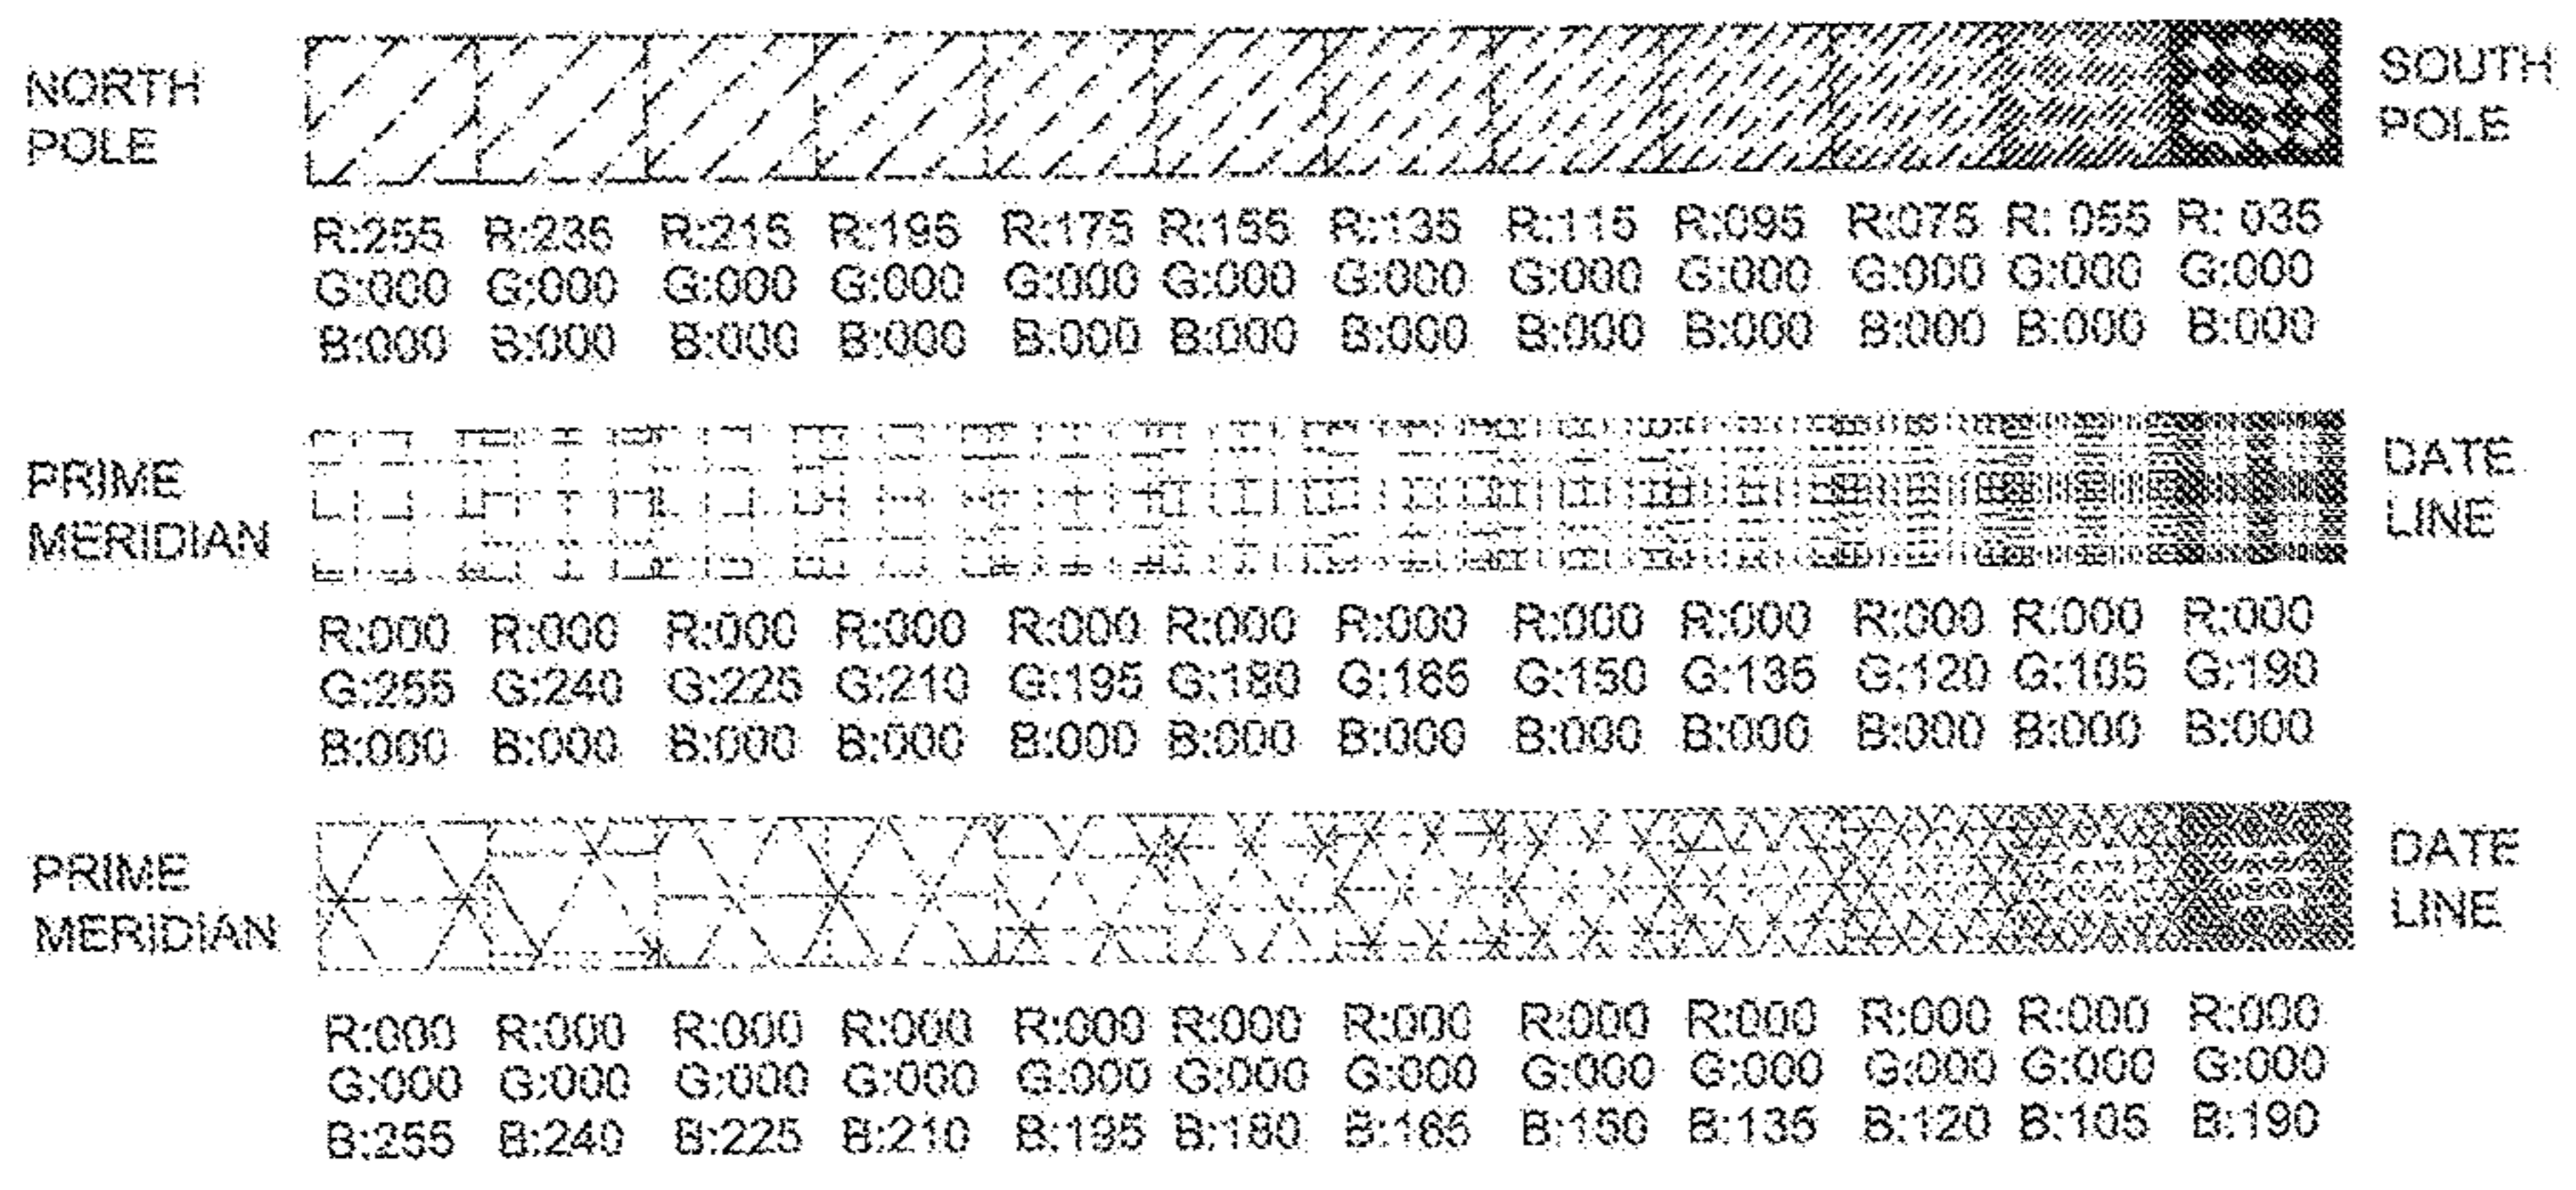 NORTH
POLE
SOUTH
POLE
R:255 R:235 R:215 R:195 R:175 R:155 R:135 R:115 R:095 R:075 R: 055 R: 035
G:000 G:000 G:000 G:000 G:000 G:000 G:000 G:000 G:000 G:000 G:000 G:000
B:000 B:000 B:000 B:000 B:000 B:000 B:000 B:000 B:000 B:000 B:000 B:000
PRIME
MERIDIAN
DATE
LINE
R:000 R:000 R:000 R:000 R:000 R:000 R:000 R:000 R:000 R:000 R:000 R:000
G:255 G:240 G:225 G:210 G:195 G:180 G:165 G:150 G:135 G:120 G:105 G:190
B:000 B:000 B:000 B:000 B:000 B:000 B:000 B:000 B:000 B:000 B:000 B:000
PRIME
MERIDIAN
DATE
LINE
R:000 R:000 R:000 R:000 R:000 R:000 R:000 R:000 R:000 R:000 R:000 R:000
G:000 G:000 G:000 G:000 G:000 G:000 G:000 G:000 G:000 G:000 G:000 G:000
B:255 B:240 B:225 B:210 B:195 B:180 B:165 B:150 B:135 B:120 B:105 B:190